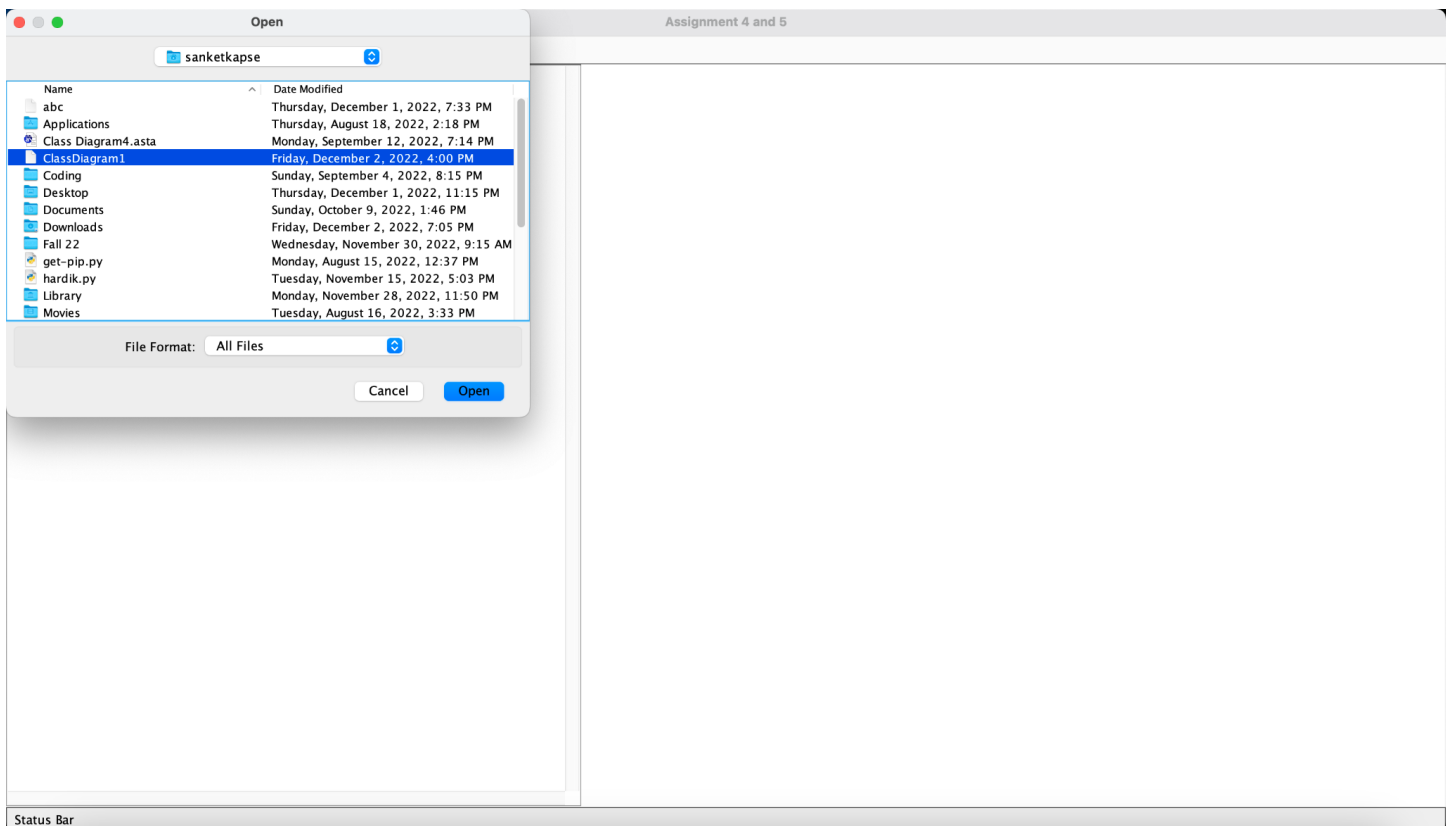 Open
Assignment 4 and 5
sanketkapse
Name Date Modified
abc Thursday, December 1, 2022, 7:33 PM
Applications Thursday, August 18, 2022, 2:18 PM
Class Diagram4.asta Monday, September 12, 2022, 7:14 PM
ClassDiagram1 Friday, December 2, 2022, 4:00 PM
Coding Sunday, September 4, 2022, 8:15 PM
Desktop Thursday, December 1, 2022, 11:15 PM
Documents Sunday, October 9, 2022, 1:46 PM
Downloads Friday, December 2, 2022, 7:05 PM
Fall 22 Wednesday, November 30, 2022, 9:15 AM
get-pip.py Monday, August 15, 2022, 12:37 PM
hardik.py Tuesday, November 15, 2022, 5:03 PM
Library Monday, November 28, 2022, 11:50 PM
Movies Tuesday, August 16, 2022, 3:33 PM
File Format: All Files
Cancel Open
Status Bar